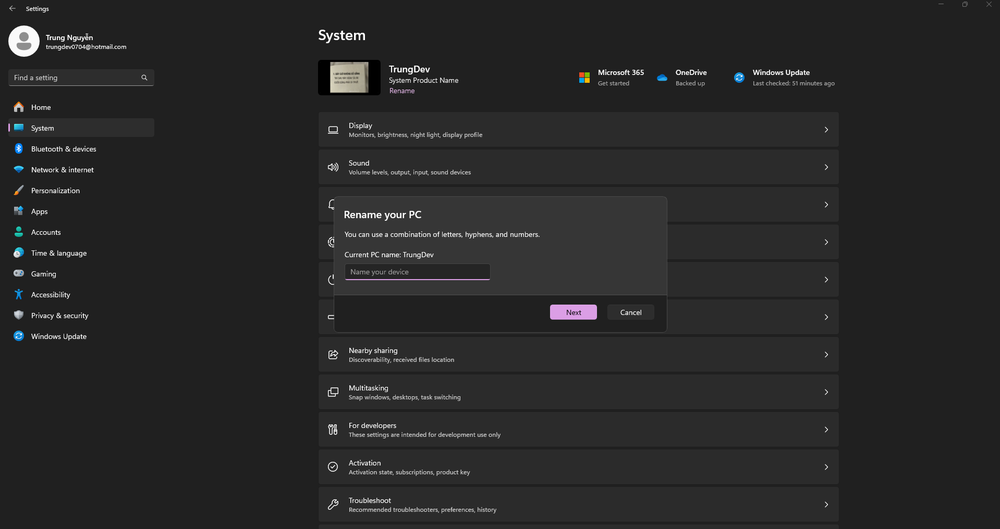 Settings
Trung Nguyễn
trungdev0704@hotmail.com
Find a setting
Home
System
Bluetooth & devices
Network & internet
Personalization
Apps
Accounts
Time & language
Gaming
Accessibility
Privacy & security
Windows Update
System
TrungDev
System Product Name
Rename
Microsoft 365
Get started
OneDrive
Backed up
Windows Update
Last checked: 51 minutes ago
Display
Monitors, brightness, night light, display profile
Sound
Volume levels, output, input, sound devices
Rename your PC
You can use a combination of letters, hyphens, and numbers.
Current PC name: TrungDev
Name your device
Next
Cancel
Nearby sharing
Discoverability, received files location
Multitasking
Snap windows, desktops, task switching
For developers
These settings are intended for development use only
Activation
Activation state, subscriptions, product key
Troubleshoot
Recommended troubleshooters, preferences, history